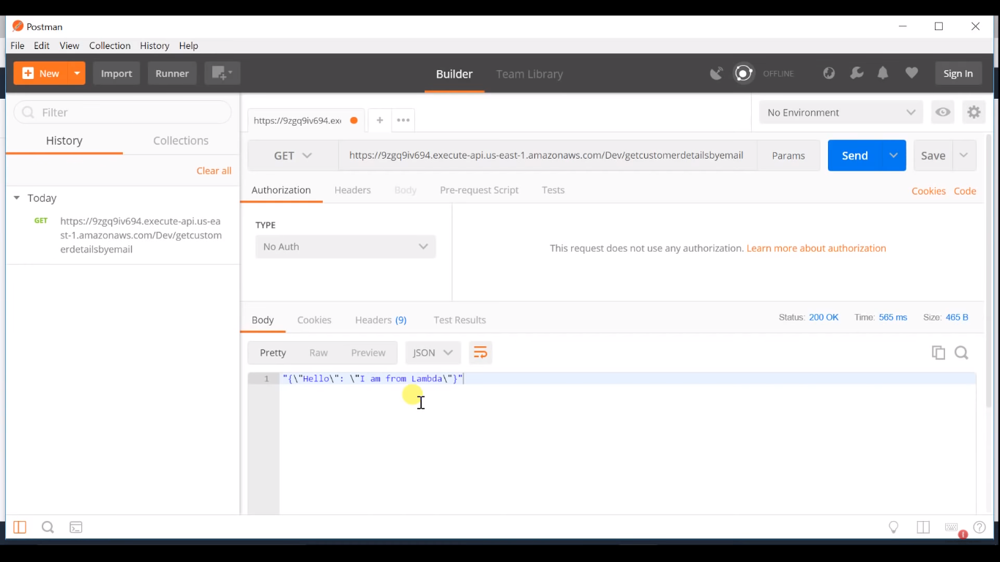 Postman
File Edit View Collection History Help
New Import Runner Builder Team Library OFFLINE Sign In
Filter
History Collections
Clear all
Today
GET https://9zgq9iv694.execute-api.us-ea
st-1.amazonaws.com/Dev/getcustom
erdetailsbyemail
https://9zgq9iv694.exe + ••• No Environment
GET https://9zgq9iv694.execute-api.us-east-1.amazonaws.com/Dev/getcustomerdetailsbyemail Params Send Save
Authorization Headers Body Pre-request Script Tests Cookies Code
TYPE
No Auth
This request does not use any authorization. Learn more about authorization
Body Cookies Headers (9) Test Results Status: 200 OK Time: 565 ms Size: 465 B
Pretty Raw Preview JSON
1 "{\"Hello\": \"I am from Lambda\"}"